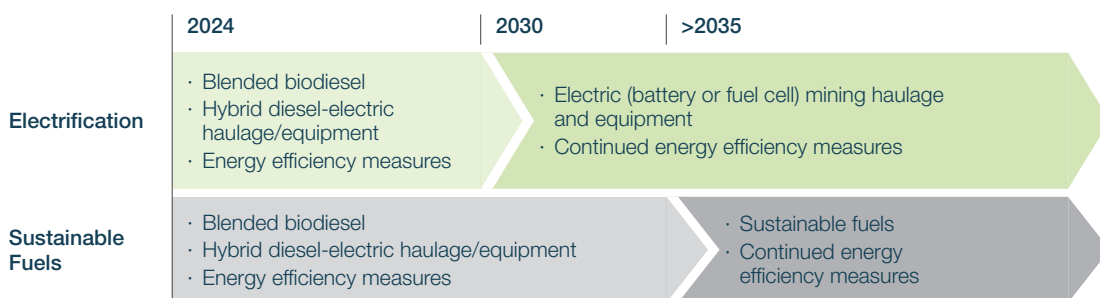 2024
2030
>2035
Electrification
· Blended biodiesel
· Hybrid diesel-electric
haulage/equipment
· Energy efficiency measures
· Electric (battery or fuel cell) mining haulage
and equipment
· Continued energy efficiency measures
Sustainable
Fuels
· Blended biodiesel
· Hybrid diesel-electric haulage/equipment
· Energy efficiency measures
· Sustainable fuels
· Continued energy
efficiency measures